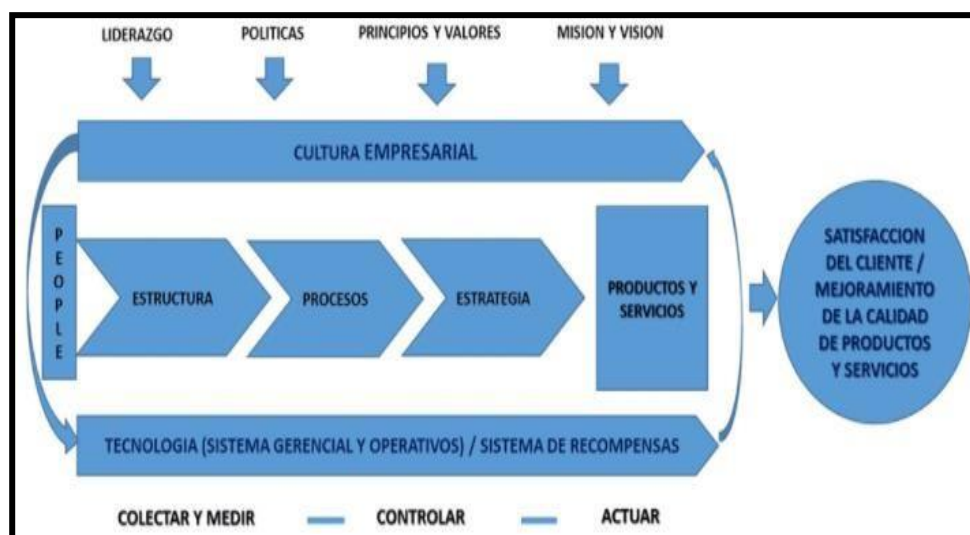 LIDERAZGO
POLITICAS
PRINCIPIOS Y VALORES
MISION Y VISION
CULTURA EMPRESARIAL
PEOPLE
ESTRUCTURA
PROCESOS
ESTRATEGIA
PRODUCTOS Y
SERVICIOS
SATISFACCION
DEL CLIENTE /
MEJORAMIENTO
DE LA CALIDAD
DE PRODUCTOS
Y SERVICIOS
TECNOLOGIA (SISTEMA GERENCIAL Y OPERATIVOS) / SISTEMA DE RECOMPENSAS
COLECTAR Y MEDIR
CONTROLAR
ACTUAR